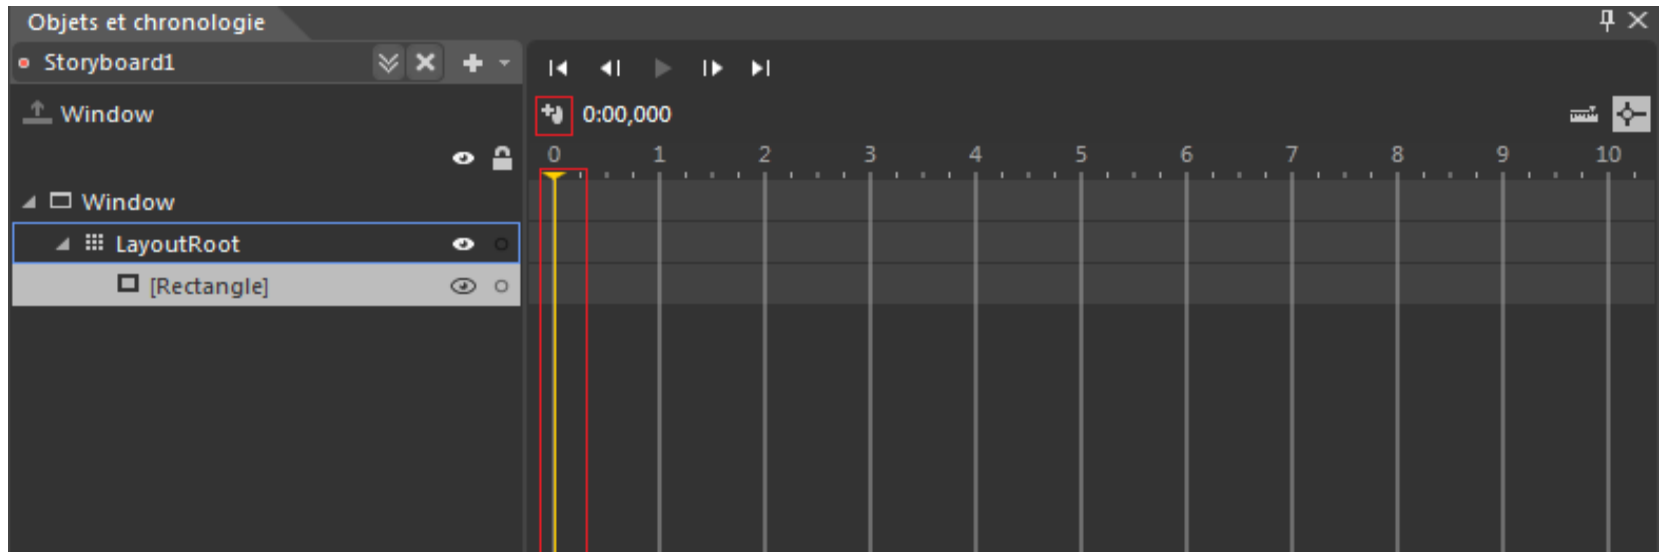 Objets et chronologie
Storyboard1
Window
0:00,000
0 1 2 3 4 5 6 7 8 9 10
Window
LayoutRoot
[Rectangle]